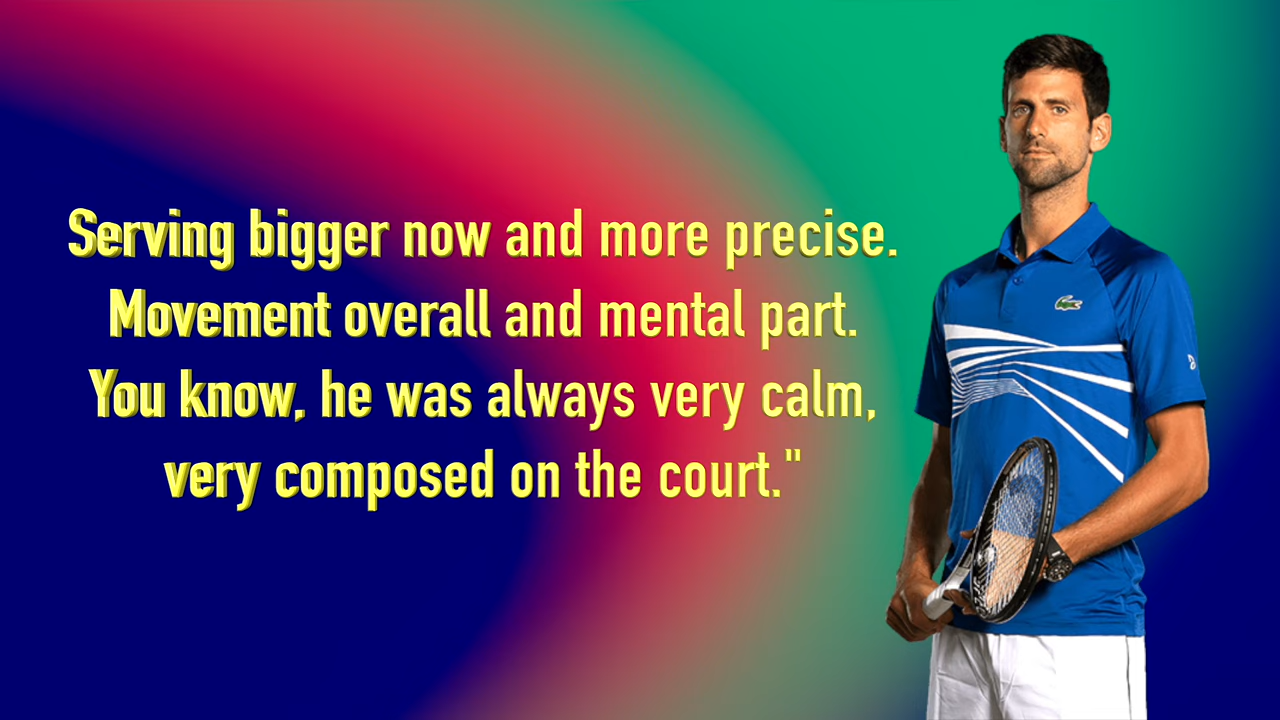 Serving bigger now and more precise.
Movement overall and mental part.
You know, he was always very calm,
very composed on the court."